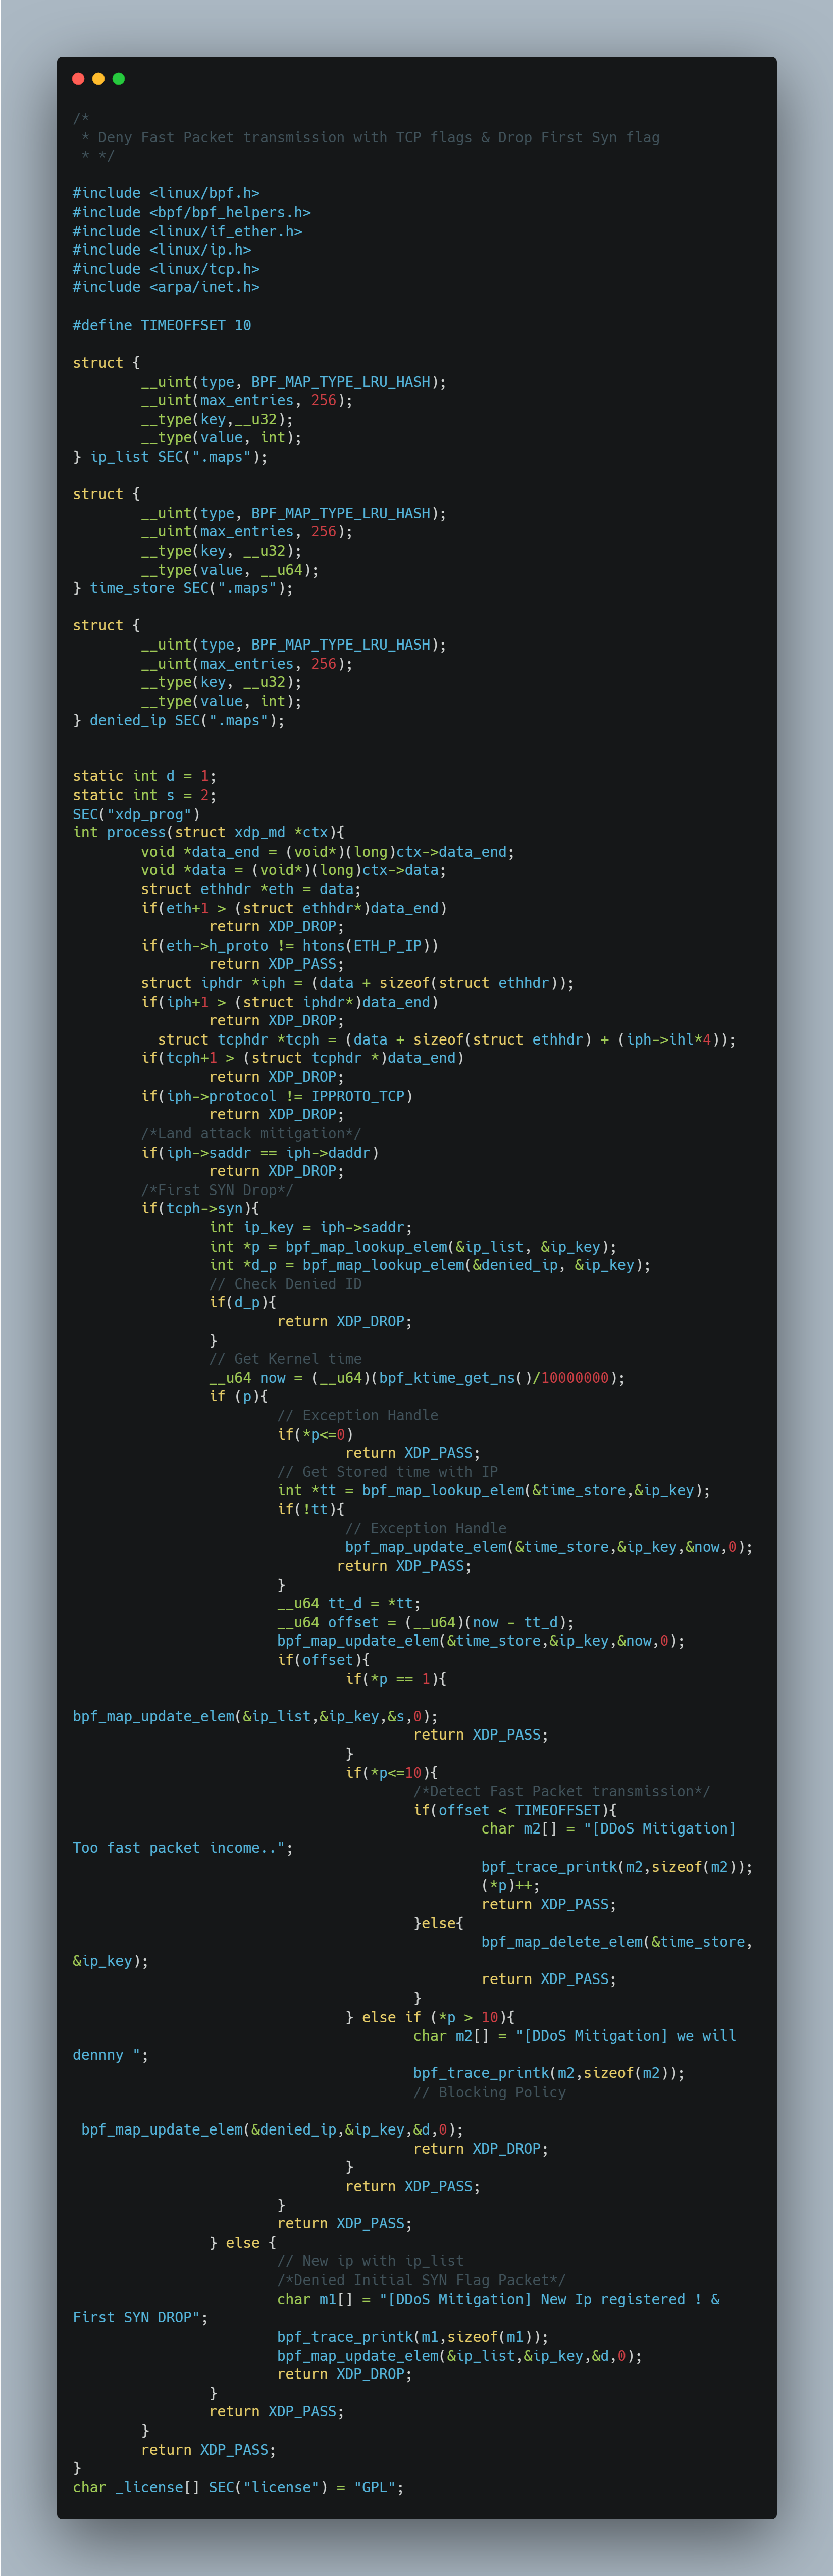 /*
 * Deny Fast Packet transmission with TCP flags & Drop First Syn flag
 * */
#include <linux/bpf.h>
#include <bpf/bpf_helpers.h>
#include <linux/if_ether.h>
#include <linux/ip.h>
#include <linux/tcp.h>
#include <arpa/inet.h>
#define TIMEOFFSET 10
struct {
        __uint(type, BPF_MAP_TYPE_LRU_HASH);
        __uint(max_entries, 256);
        __type(key,__u32);
        __type(value, int);
} ip_list SEC(".maps");
struct {
        __uint(type, BPF_MAP_TYPE_LRU_HASH);
        __uint(max_entries, 256);
        __type(key, __u32);
        __type(value, __u64);
} time_store SEC(".maps");
struct {
        __uint(type, BPF_MAP_TYPE_LRU_HASH);
        __uint(max_entries, 256);
        __type(key, __u32);
        __type(value, int);
} denied_ip SEC(".maps");
static int d = 1;
static int s = 2;
SEC("xdp_prog")
int process(struct xdp_md *ctx){
        void *data_end = (void*)(long)ctx->data_end;
        void *data = (void*)(long)ctx->data;
        struct ethhdr *eth = data;
        if(eth+1 > (struct ethhdr*)data_end)
                return XDP_DROP;
        if(eth->h_proto != htons(ETH_P_IP))
                return XDP_PASS;
        struct iphdr *iph = (data + sizeof(struct ethhdr));
        if(iph+1 > (struct iphdr*)data_end)
                return XDP_DROP;
          struct tcphdr *tcph = (data + sizeof(struct ethhdr) + (iph->ihl*4));
        if(tcph+1 > (struct tcphdr *)data_end)
                return XDP_DROP;
        if(iph->protocol != IPPROTO_TCP)
                return XDP_DROP;
        /*Land attack mitigation*/
        if(iph->saddr == iph->daddr)
                return XDP_DROP;
        /*First SYN Drop*/
        if(tcph->syn){
                int ip_key = iph->saddr;
                int *p = bpf_map_lookup_elem(&ip_list, &ip_key);
                int *d_p = bpf_map_lookup_elem(&denied_ip, &ip_key);
                // Check Denied ID
                if(d_p){
                        return XDP_DROP;
                }
                // Get Kernel time
                __u64 now = (__u64)(bpf_ktime_get_ns()/10000000);
                if (p){
                        // Exception Handle
                        if(*p<=0)
                                return XDP_PASS;
                        // Get Stored time with IP
                        int *tt = bpf_map_lookup_elem(&time_store,&ip_key);
                        if(!tt){
                                // Exception Handle
                                bpf_map_update_elem(&time_store,&ip_key,&now,0);
                               return XDP_PASS;
                        }
                        __u64 tt_d = *tt;
                        __u64 offset = (__u64)(now - tt_d);
                        bpf_map_update_elem(&time_store,&ip_key,&now,0);
                        if(offset){
                                if(*p == 1){
bpf_map_update_elem(&ip_list,&ip_key,&s,0);
                                        return XDP_PASS;
                                }
                                if(*p<=10){
                                        /*Detect Fast Packet transmission*/
                                        if(offset < TIMEOFFSET){
                                                char m2[] = "[DDoS Mitigation]
Too fast packet income..";
                                                bpf_trace_printk(m2,sizeof(m2));
                                                (*p)++;
                                                return XDP_PASS;
                                        }else{
                                                bpf_map_delete_elem(&time_store,
&ip_key);
                                                return XDP_PASS;
                                        }
                                } else if (*p > 10){
                                        char m2[] = "[DDoS Mitigation] we will
dennny ";
                                        bpf_trace_printk(m2,sizeof(m2));
                                        // Blocking Policy
 bpf_map_update_elem(&denied_ip,&ip_key,&d,0);
                                        return XDP_DROP;
                                }
                                return XDP_PASS;
                        }
                        return XDP_PASS;
                } else {
                        // New ip with ip_list
                        /*Denied Initial SYN Flag Packet*/
                        char m1[] = "[DDoS Mitigation] New Ip registered ! &
First SYN DROP";
                        bpf_trace_printk(m1,sizeof(m1));
                        bpf_map_update_elem(&ip_list,&ip_key,&d,0);
                        return XDP_DROP;
                }
                return XDP_PASS;
        }
        return XDP_PASS;
}
char _license[] SEC("license") = "GPL";